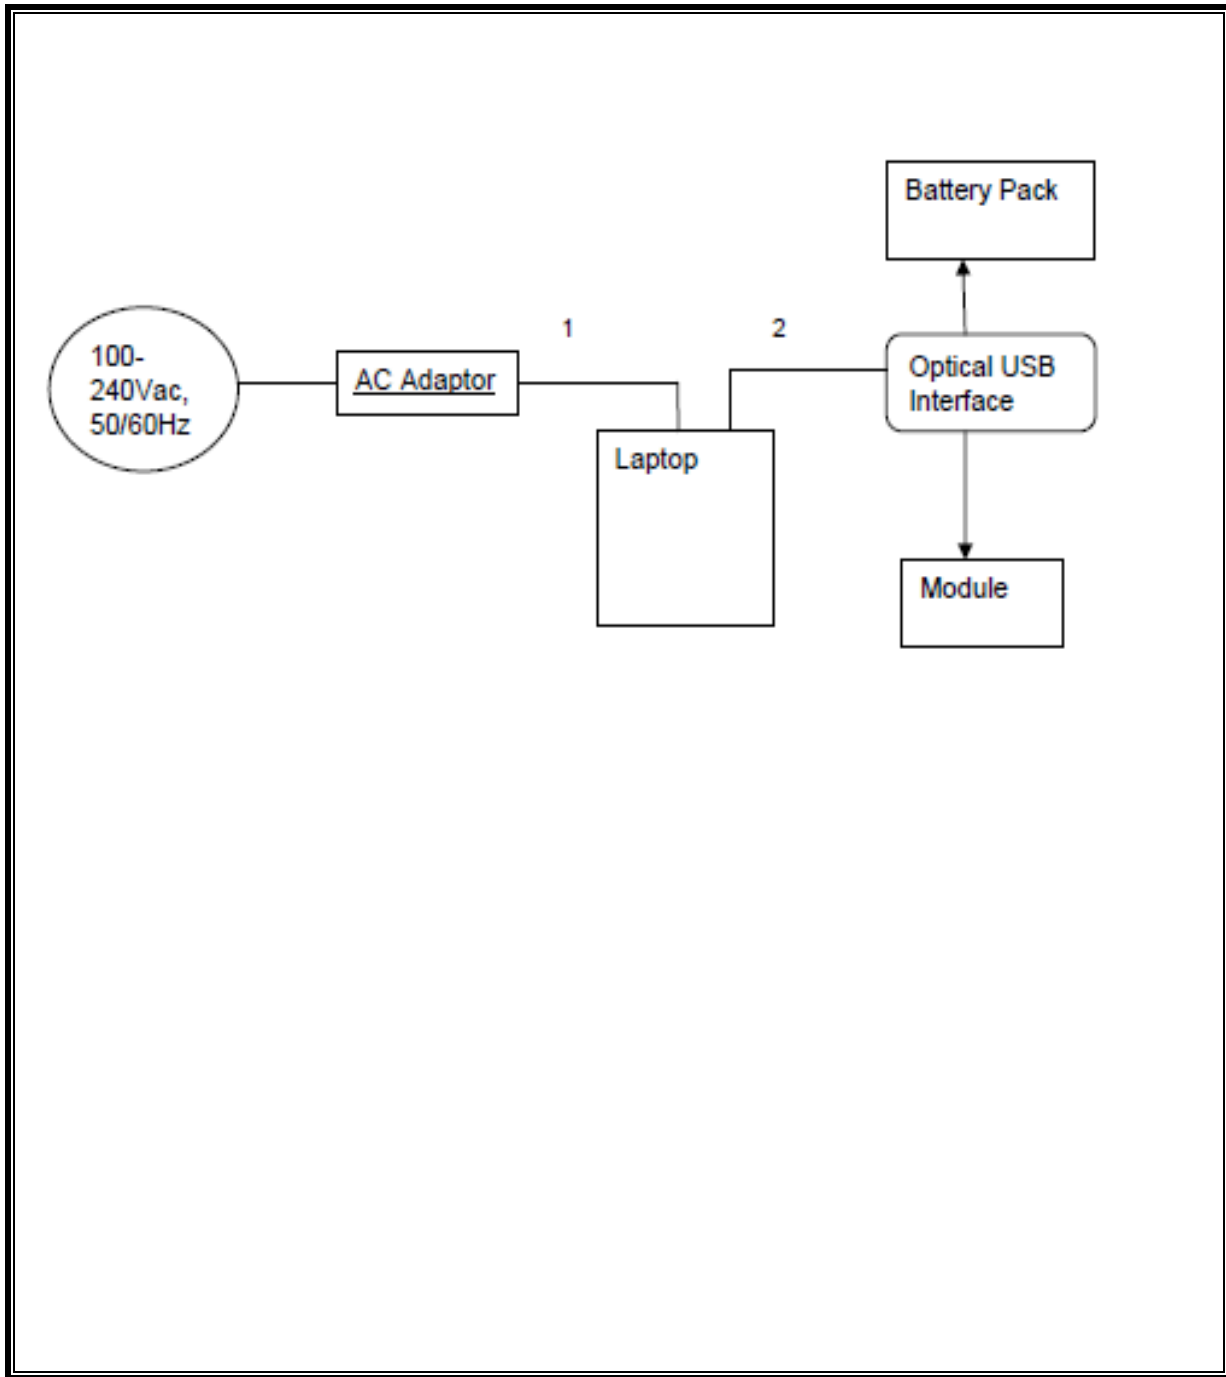 Battery Pack
1
2
100-
240Vac,
50/60Hz
AC Adaptor
Optical USB
Interface
Laptop
Module